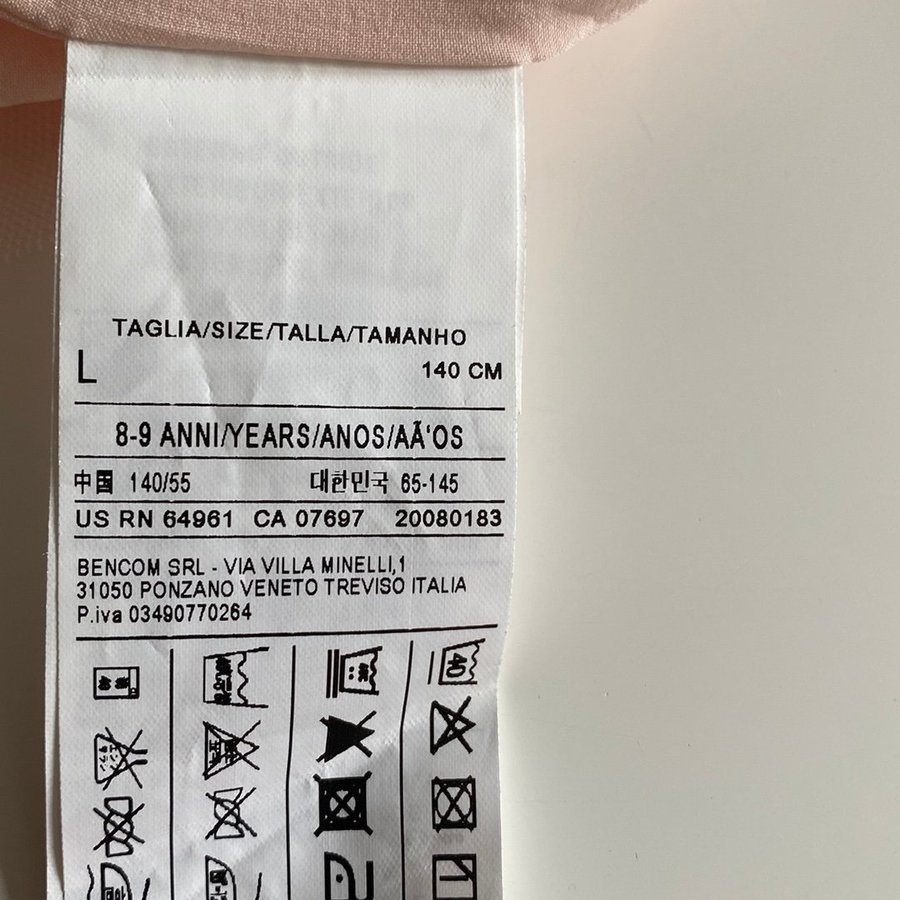 TAGLIA/SIZE/TALLA/TAMANHO
L 140 CM
8-9 ANNI/YEARS/ANOS/AÃ'OS
中国 140/55 대한민국 65-145
US RN 64961 CA 07697 20080183
BENCOM SRL - VIA VILLA MINELLI,1
31050 PONZANO VENETO TREVISO ITALIA
P.iva 03490770264
40